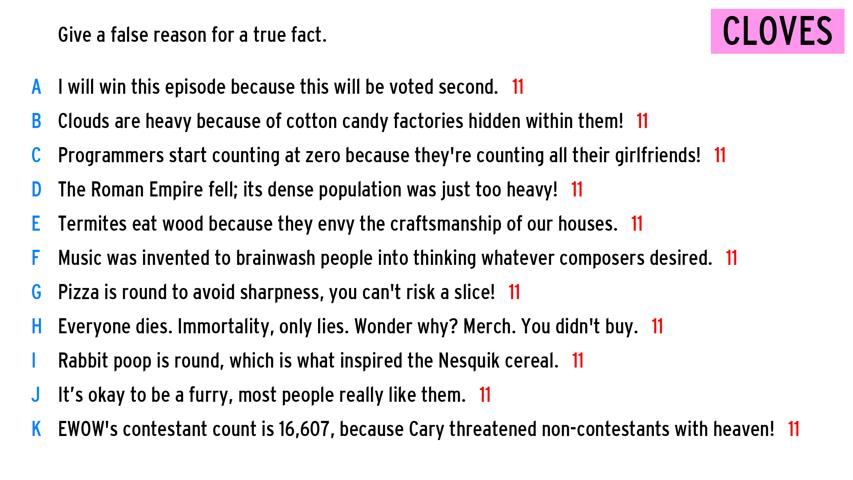 Give a false reason for a true fact.
CLOVES
A I will win this episode because this will be voted second. 11
B Clouds are heavy because of cotton candy factories hidden within them! 11
C Programmers start counting at zero because they're counting all their girlfriends! 11
D The Roman Empire fell; its dense population was just too heavy! 11
E Termites eat wood because they envy the craftsmanship of our houses. 11
F Music was invented to brainwash people into thinking whatever composers desired. 11
G Pizza is round to avoid sharpness, you can't risk a slice! 11
H Everyone dies. Immortality, only lies. Wonder why? Merch. You didn't buy. 11
I Rabbit poop is round, which is what inspired the Nesquik cereal. 11
J It’s okay to be a furry, most people really like them. 11
K EWOW's contestant count is 16,607, because Cary threatened non-contestants with heaven! 11